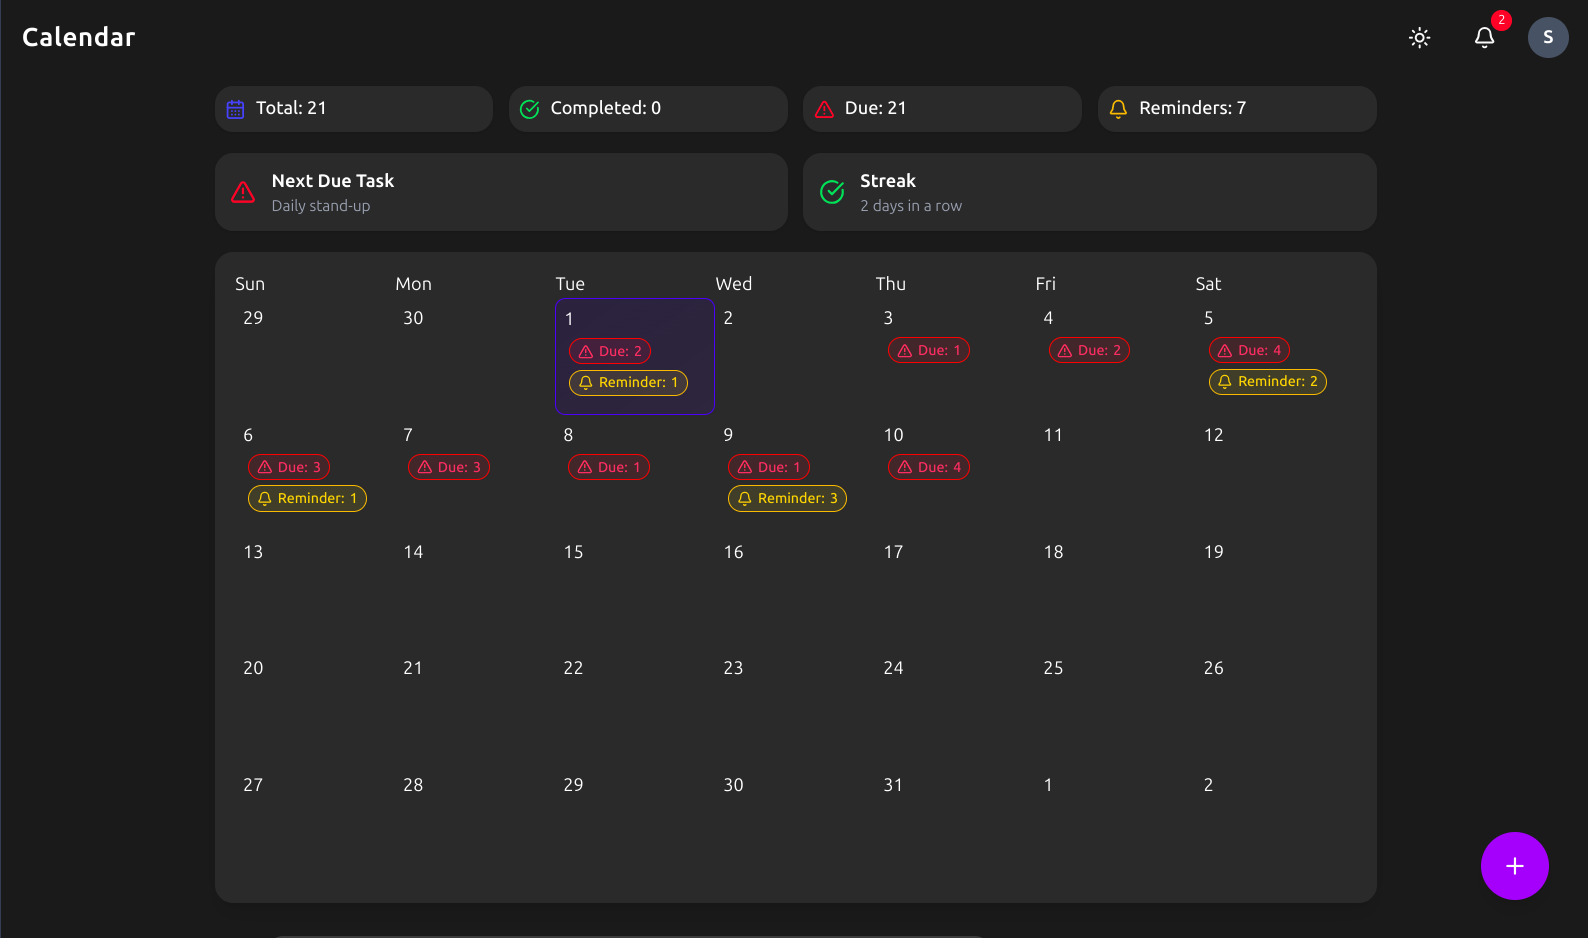 Calendar
2
S
Total: 21
Completed: 0
Due: 21
Reminders: 7
Next Due Task
Daily stand-up
Streak
2 days in a row
Sun Mon Tue Wed Thu Fri Sat
29 30 1 2 3 4 5
Due: 2 Due: 1 Due: 2 Due: 4
Reminder: 1 Reminder: 2
6 7 8 9 10 11 12
Due: 3 Due: 3 Due: 1 Due: 1 Due: 4
Reminder: 1 Reminder: 3
13 14 15 16 17 18 19
20 21 22 23 24 25 26
27 28 29 30 31 1 2